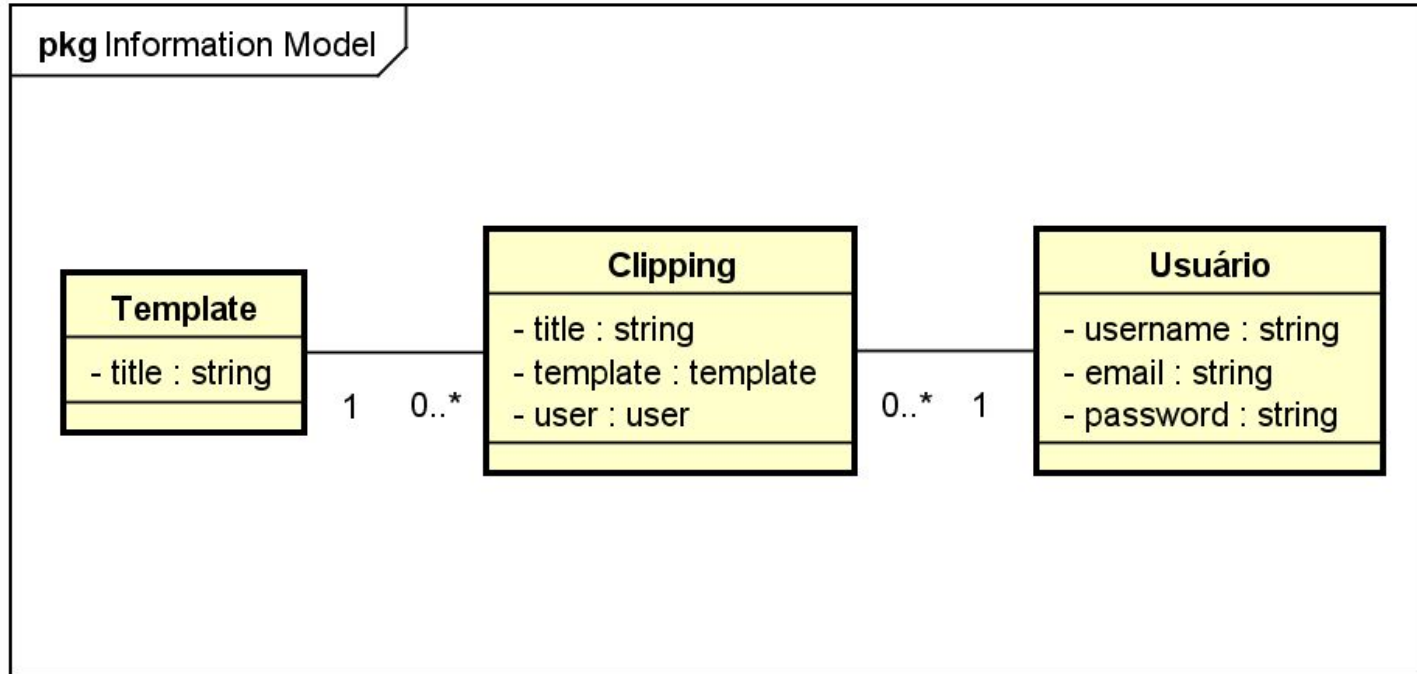 pkg Information Model
Template
- title : string
1
0..*
Clipping
- title : string
- template : template
- user : user
0..*
1
Usuário
- username : string
- email : string
- password : string